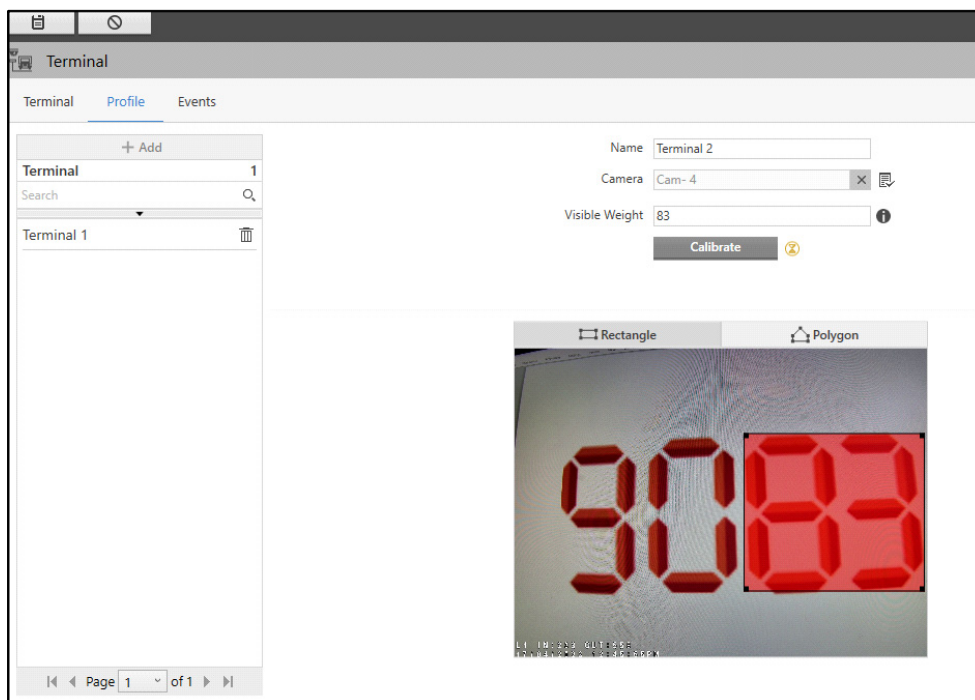 Terminal
Terminal Profile Events
+ Add
Terminal 1
Search
Terminal 1
Page 1 of 1
Name Terminal 2
Camera Cam- 4
Visible Weight 83
Calibrate
Rectangle Polygon
9083